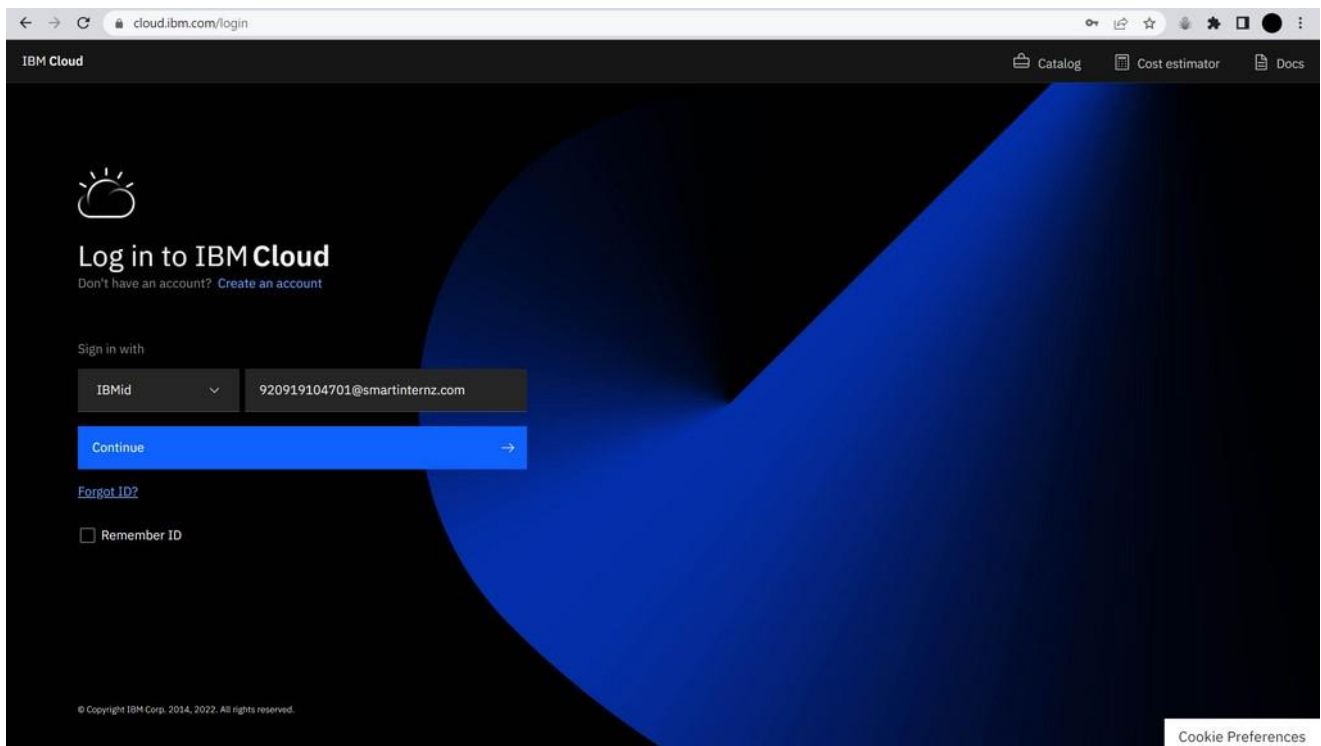 cloud.ibm.com/login
IBM Cloud
Catalog
Cost estimator
Docs
Log in to IBM Cloud
Don't have an account? Create an account
Sign in with
IBMid
920919104701@smartinternz.com
Continue
Forgot ID?
Remember ID
© Copyright IBM Corp. 2014, 2022. All rights reserved.
Cookie Preferences